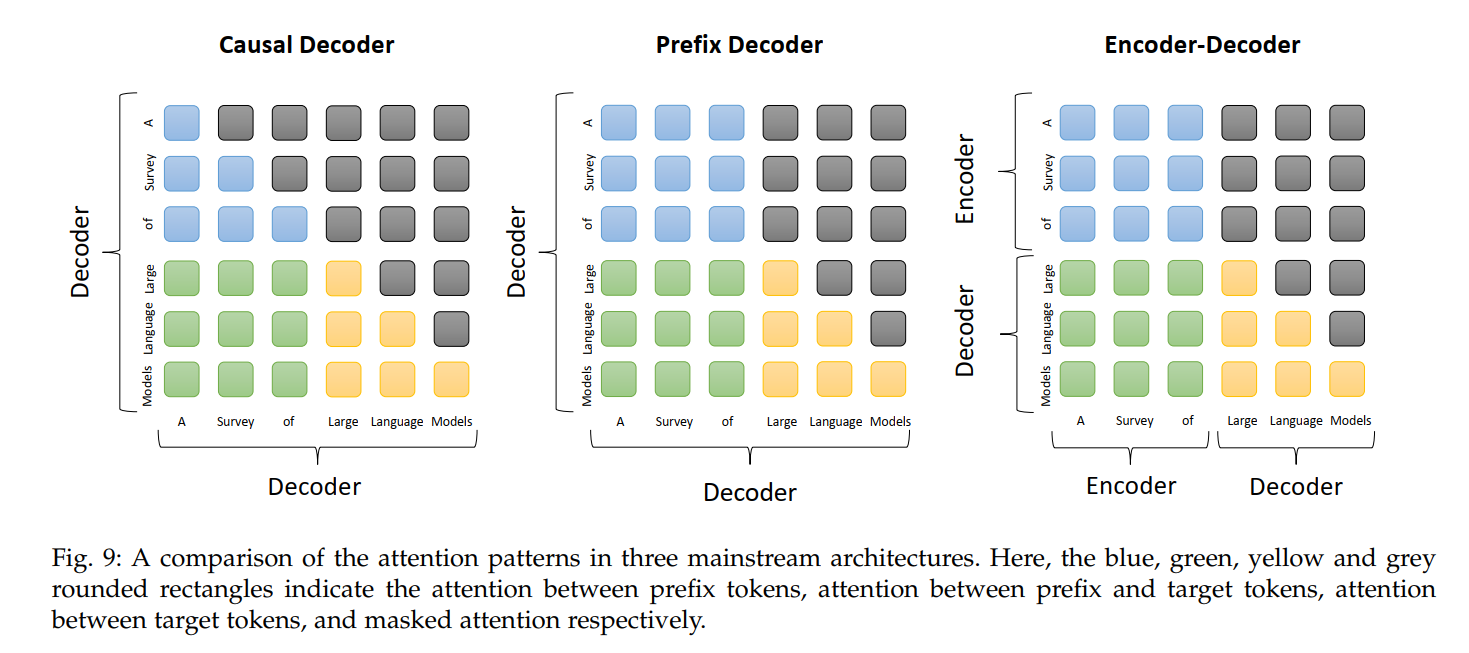 Causal Decoder
Decoder
A
Survey
of
Large
Language
Models
A Survey of Large Language Models
Decoder
Prefix Decoder
Decoder
A
Survey
of
Large
Language
Models
A Survey of Large Language Models
Decoder
Encoder-Decoder
Encoder
Decoder
A
Survey
of
Large
Language
Models
A Survey of Large Language Models
Encoder Decoder
Fig. 9: A comparison of the attention patterns in three mainstream architectures. Here, the blue, green, yellow and grey
rounded rectangles indicate the attention between prefix tokens, attention between prefix and target tokens, attention
between target tokens, and masked attention respectively.